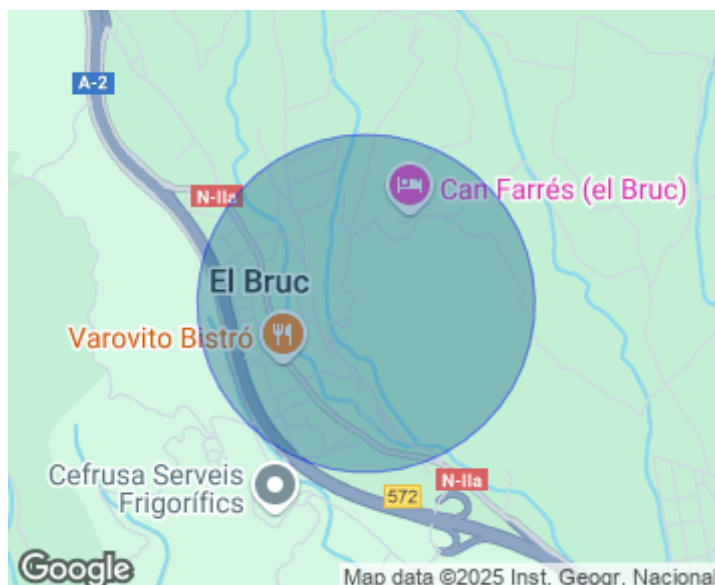 A-2
N-IIa
Can Farrés (el Bruc)
El Bruc
Varovito Bistró
Cefrusa Serveis
Frigorífics
N-IIa
572
Google
Map data ©2025 Inst. Geogr. Nacional